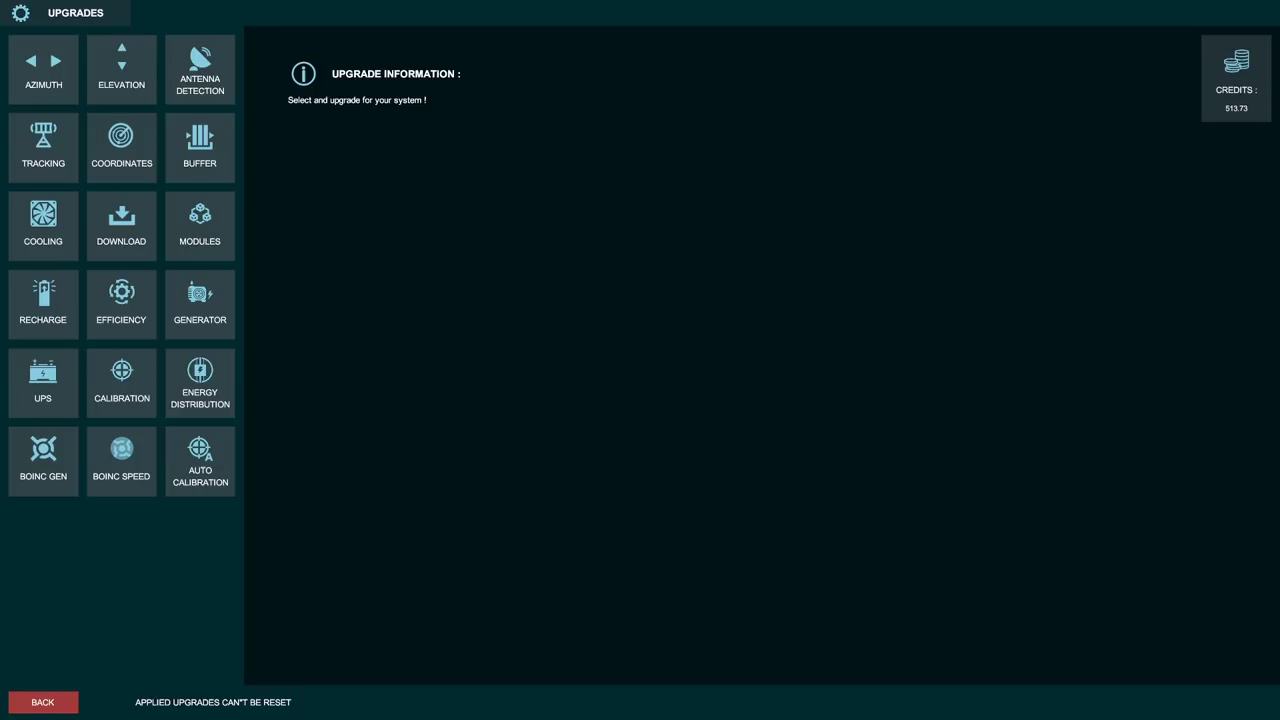 UPGRADES
AZIMUTH
ELEVATION
ANTENNA
DETECTION
TRACKING
COORDINATES
BUFFER
COOLING
DOWNLOAD
MODULES
RECHARGE
EFFICIENCY
GENERATOR
UPS
CALIBRATION
ENERGY
DISTRIBUTION
BOINC GEN
BOINC SPEED
AUTO
CALIBRATION
UPGRADE INFORMATION :
Select and upgrade for your system !
CREDITS :
513.73
BACK
APPLIED UPGRADES CAN"T BE RESET